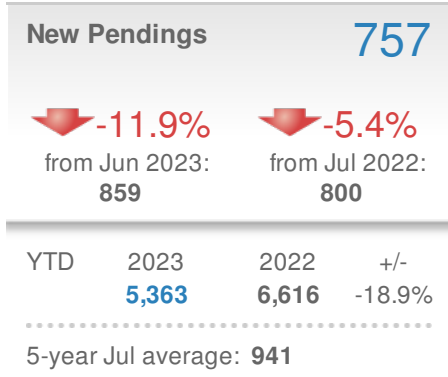 New Pendings 757
-11.9% -5.4%
from Jun 2023: from Jul 2022:
859 800
YTD 2023 2022 +/-
5,363 6,616 -18.9%
5-year Jul average: 941